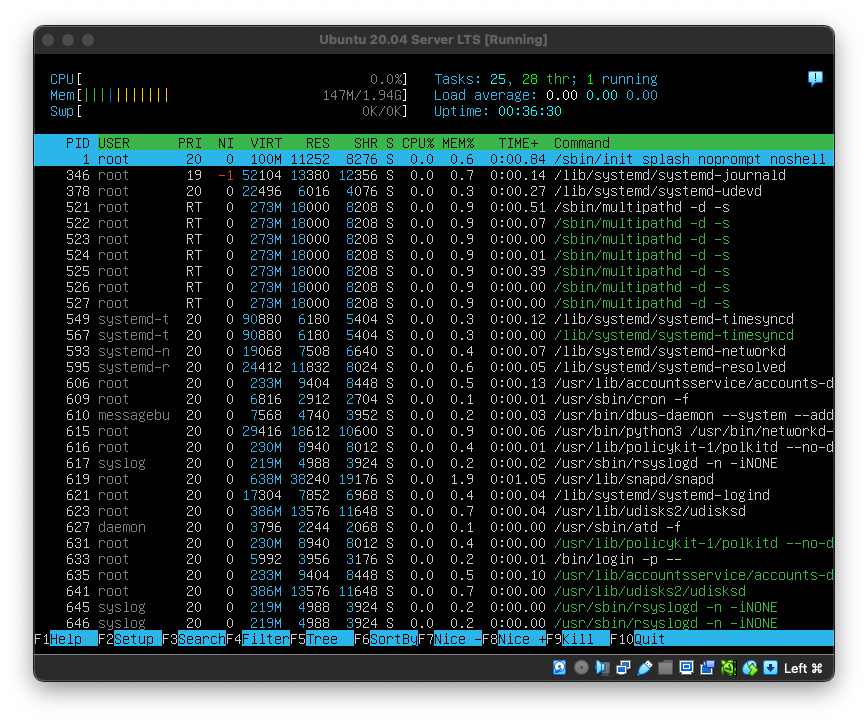 Ubuntu 20.04 Server LTS [Running]
CPU[ 0.0%] Tasks: 25, 28 thr; 1 running
Mem[||||||||||| 147M/1.94G] Load average: 0.00 0.00 0.00
Swp[ 0K/0K] Uptime: 00:36:30
PID USER PRI NI VIRT RES SHR S CPU% MEM% TIME+ Command
1 root 20 0 100M 11252 8276 S 0.0 0.6 0:00.84 /sbin/init splash noprompt noshell
346 root 19 -1 52104 13380 12356 S 0.0 0.7 0:00.14 /lib/systemd/systemd-journald
378 root 20 0 22496 6016 4076 S 0.0 0.3 0:00.27 /lib/systemd/systemd-udevd
521 root RT 0 273M 18000 8208 S 0.0 0.9 0:00.51 /sbin/multipathd -d -s
522 root RT 0 273M 18000 8208 S 0.0 0.9 0:00.07 /sbin/multipathd -d -s
523 root RT 0 273M 18000 8208 S 0.0 0.9 0:00.00 /sbin/multipathd -d -s
524 root RT 0 273M 18000 8208 S 0.0 0.9 0:00.01 /sbin/multipathd -d -s
525 root RT 0 273M 18000 8208 S 0.0 0.9 0:00.39 /sbin/multipathd -d -s
526 root RT 0 273M 18000 8208 S 0.0 0.9 0:00.00 /sbin/multipathd -d -s
527 root RT 0 273M 18000 8208 S 0.0 0.9 0:00.00 /sbin/multipathd -d -s
549 systemd-t 20 0 90880 6180 5404 S 0.0 0.3 0:00.12 /lib/systemd/systemd-timesyncd
567 systemd-t 20 0 90880 6180 5404 S 0.0 0.3 0:00.00 /lib/systemd/systemd-timesyncd
593 systemd-n 20 0 19068 7508 6640 S 0.0 0.4 0:00.07 /lib/systemd/systemd-networkd
595 systemd-r 20 0 24412 11832 8024 S 0.0 0.6 0:00.05 /lib/systemd/systemd-resolved
606 root 20 0 233M 9404 8448 S 0.0 0.5 0:00.13 /usr/lib/accountsservice/accounts-d
609 root 20 0 6816 2912 2704 S 0.0 0.1 0:00.01 /usr/sbin/cron -f
610 messagebu 20 0 7568 4740 3952 S 0.0 0.2 0:00.03 /usr/bin/dbus-daemon --system --add
615 root 20 0 29416 18612 10600 S 0.0 0.9 0:00.06 /usr/bin/python3 /usr/bin/networkd-
616 root 20 0 230M 8940 8012 S 0.0 0.4 0:00.01 /usr/lib/policykit-1/polkitd --no-d
617 syslog 20 0 219M 4988 3924 S 0.0 0.2 0:00.02 /usr/sbin/rsyslogd -n -iNONE
619 root 20 0 638M 38240 19176 S 0.0 1.9 0:01.05 /usr/lib/snapd/snapd
621 root 20 0 17304 7852 6968 S 0.0 0.4 0:00.04 /lib/systemd/systemd-logind
623 root 20 0 386M 13576 11648 S 0.0 0.7 0:00.04 /usr/lib/udisks2/udisksd
627 daemon 20 0 3796 2244 2068 S 0.0 0.1 0:00.00 /usr/sbin/atd -f
631 root 20 0 230M 8940 8012 S 0.0 0.4 0:00.00 /usr/lib/policykit-1/polkitd --no-d
633 root 20 0 5992 3956 3176 S 0.0 0.2 0:00.01 /bin/login -p --
635 root 20 0 233M 9404 8448 S 0.0 0.5 0:00.10 /usr/lib/accountsservice/accounts-d
641 root 20 0 386M 13576 11648 S 0.0 0.7 0:00.00 /usr/lib/udisks2/udisksd
645 syslog 20 0 219M 4988 3924 S 0.0 0.2 0:00.00 /usr/sbin/rsyslogd -n -iNONE
646 syslog 20 0 219M 4988 3924 S 0.0 0.2 0:00.00 /usr/sbin/rsyslogd -n -iNONE
F1Help F2Setup F3SearchF4FilterF5Tree F6SortByF7Nice -F8Nice +F9Kill F10Quit
Left ⌘